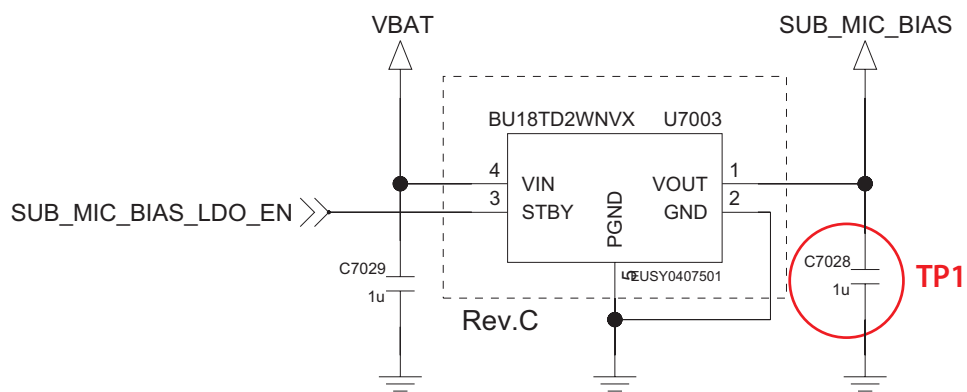 VBAT
SUB_MIC_BIAS
BU18TD2WNVX U7003
4 VIN VOUT 1
SUB_MIC_BIAS_LDO_EN 3 STBY GND 2
PGND
5
EUSY0407501
C7029
1u
C7028
1u
TP1
Rev.C